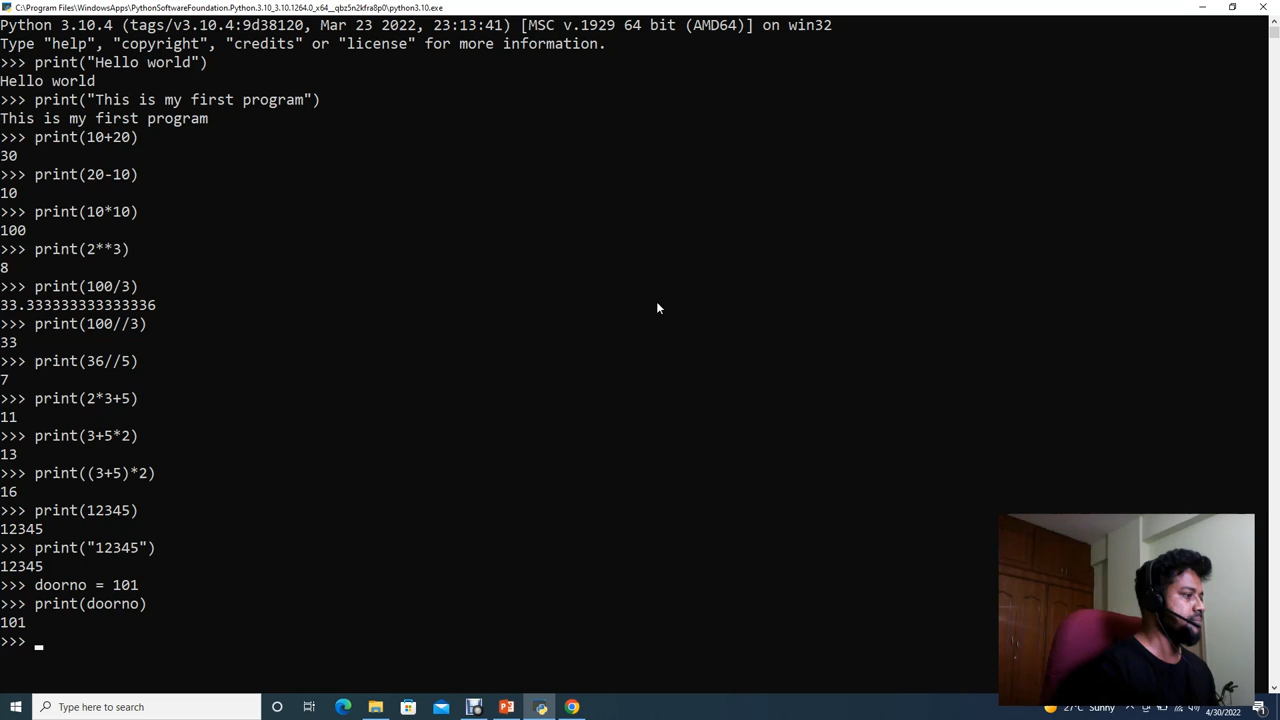 C:\Program Files\WindowsApps\PythonSoftwareFoundation.Python.3.10_3.10.1264.0_x64__qbz5n2kfra8p0\python3.10.exe
Python 3.10.4 (tags/v3.10.4:9d38120, Mar 23 2022, 23:13:41) [MSC v.1929 64 bit (AMD64)] on win32
Type "help", "copyright", "credits" or "license" for more information.
>>> print("Hello world")
Hello world
>>> print("This is my first program")
This is my first program
>>> print(10+20)
30
>>> print(20-10)
10
>>> print(10*10)
100
>>> print(2**3)
8
>>> print(100/3)
33.333333333333336
>>> print(100//3)
33
>>> print(36//5)
7
>>> print(2*3+5)
11
>>> print(3+5*2)
13
>>> print((3+5)*2)
16
>>> print(12345)
12345
>>> print("12345")
12345
>>> doorno = 101
>>> print(doorno)
101
>>>
Type here to search
27°C Sunny
4/30/2022